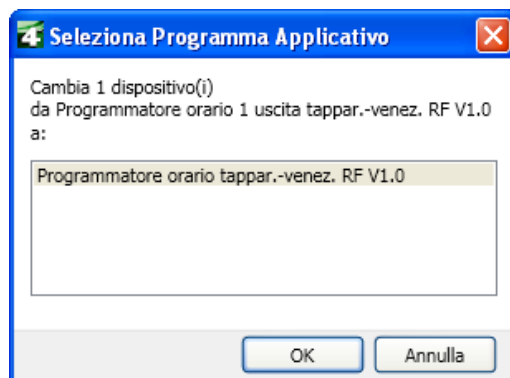 Seleziona Programma Applicativo
Cambia 1 dispositivo(i)
da Programmatore orario 1 uscita tappar.-venez. RF V1.0
a:
Programmatore orario tappar.-venez. RF V1.0
OK Annulla